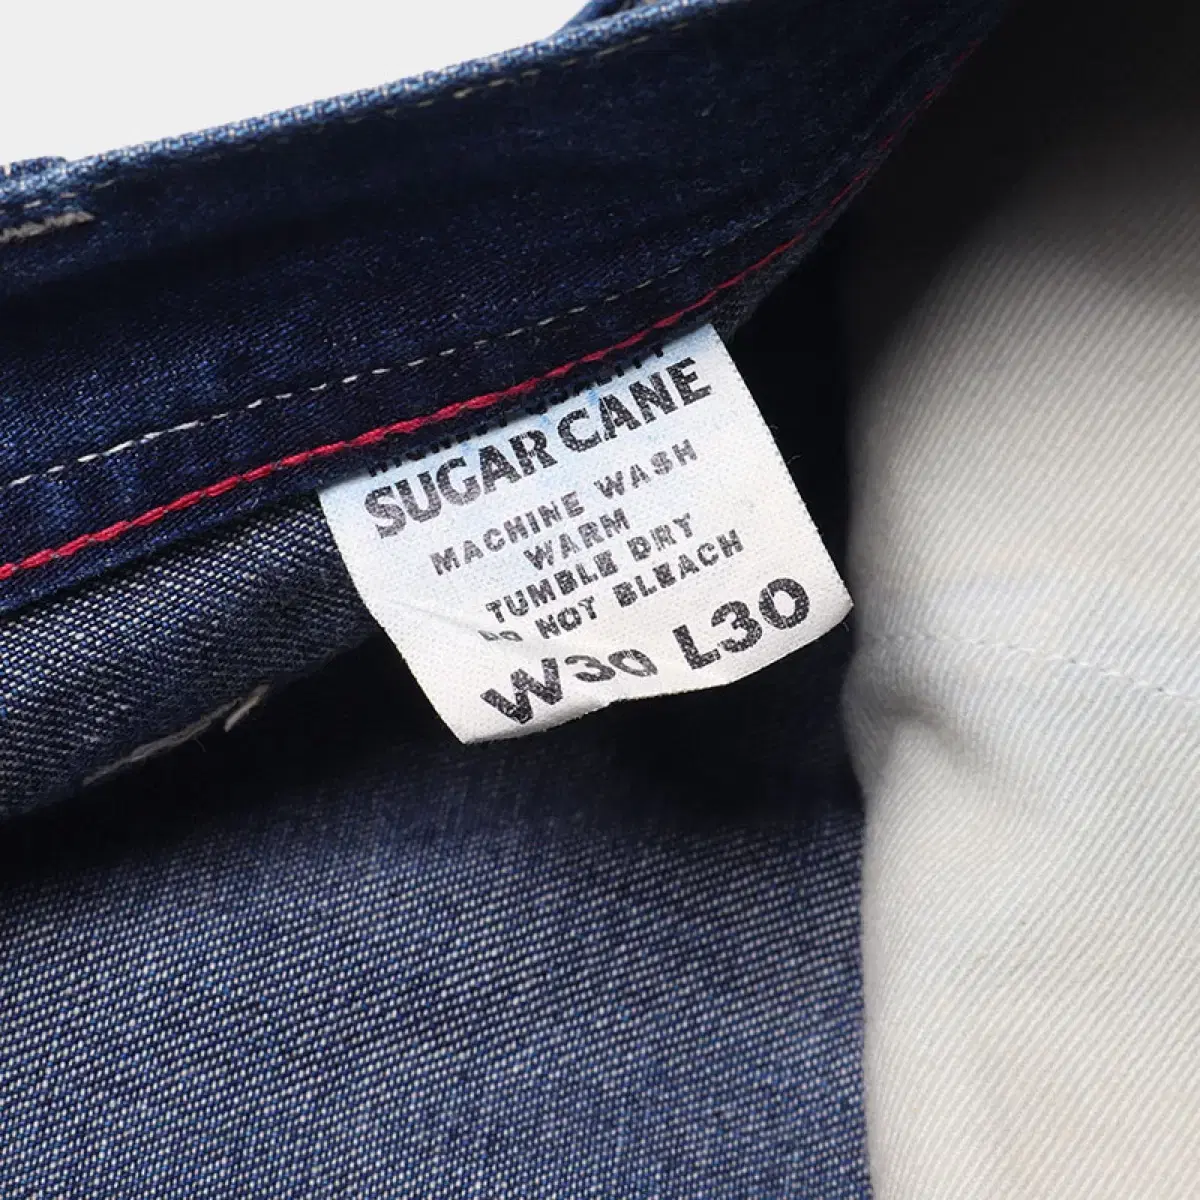 SUGAR CANE
MACHINE WASH
WARM
TUMBLE DRY
DO NOT BLEACH
W30 L30